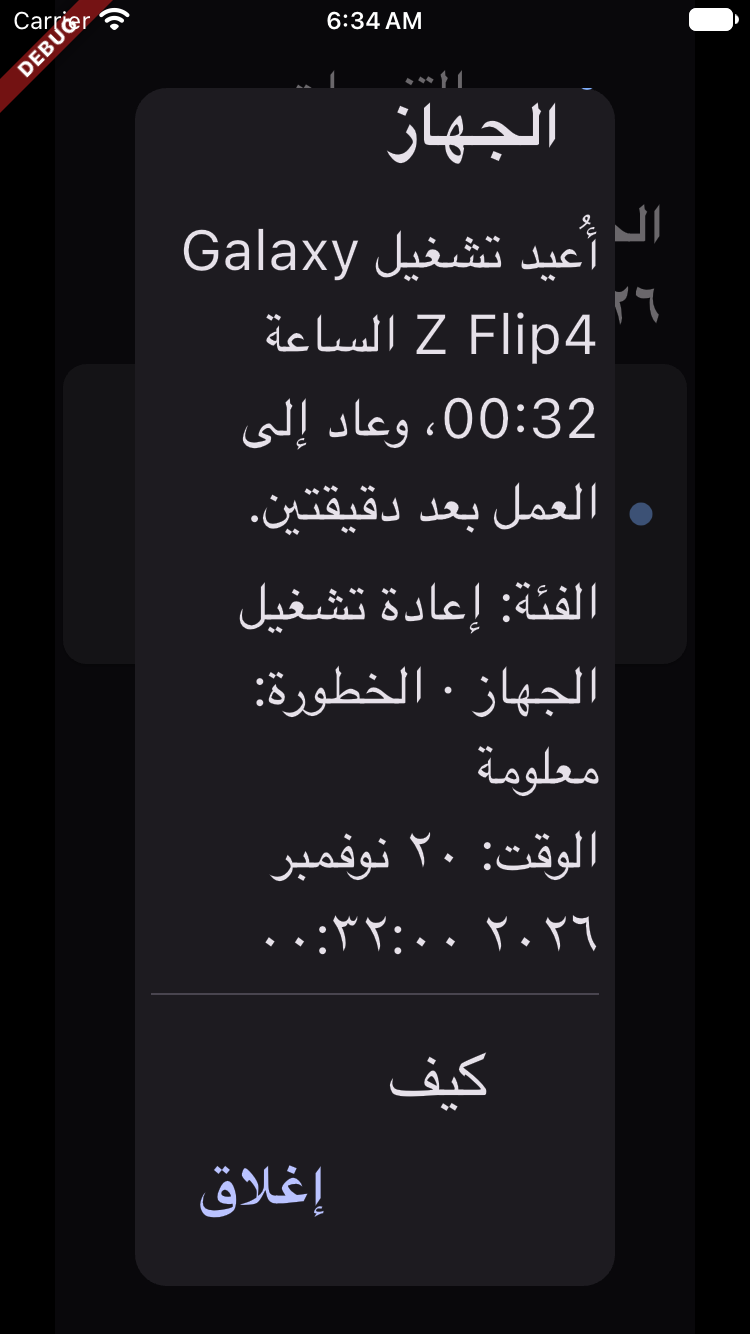 Carrier
6:34 AM
DEBUG
الجهاز
أُعيد تشغيل Galaxy
Z Flip4 الساعة
00:32، وعاد إلى
العمل بعد دقيقتين.
الفئة: إعادة تشغيل
الجهاز · الخطورة:
معلومة
الوقت: ٢٠ نوفمبر
٢٠٢٦ ٠٠:٣٢:٠٠
كيف
إغلاق